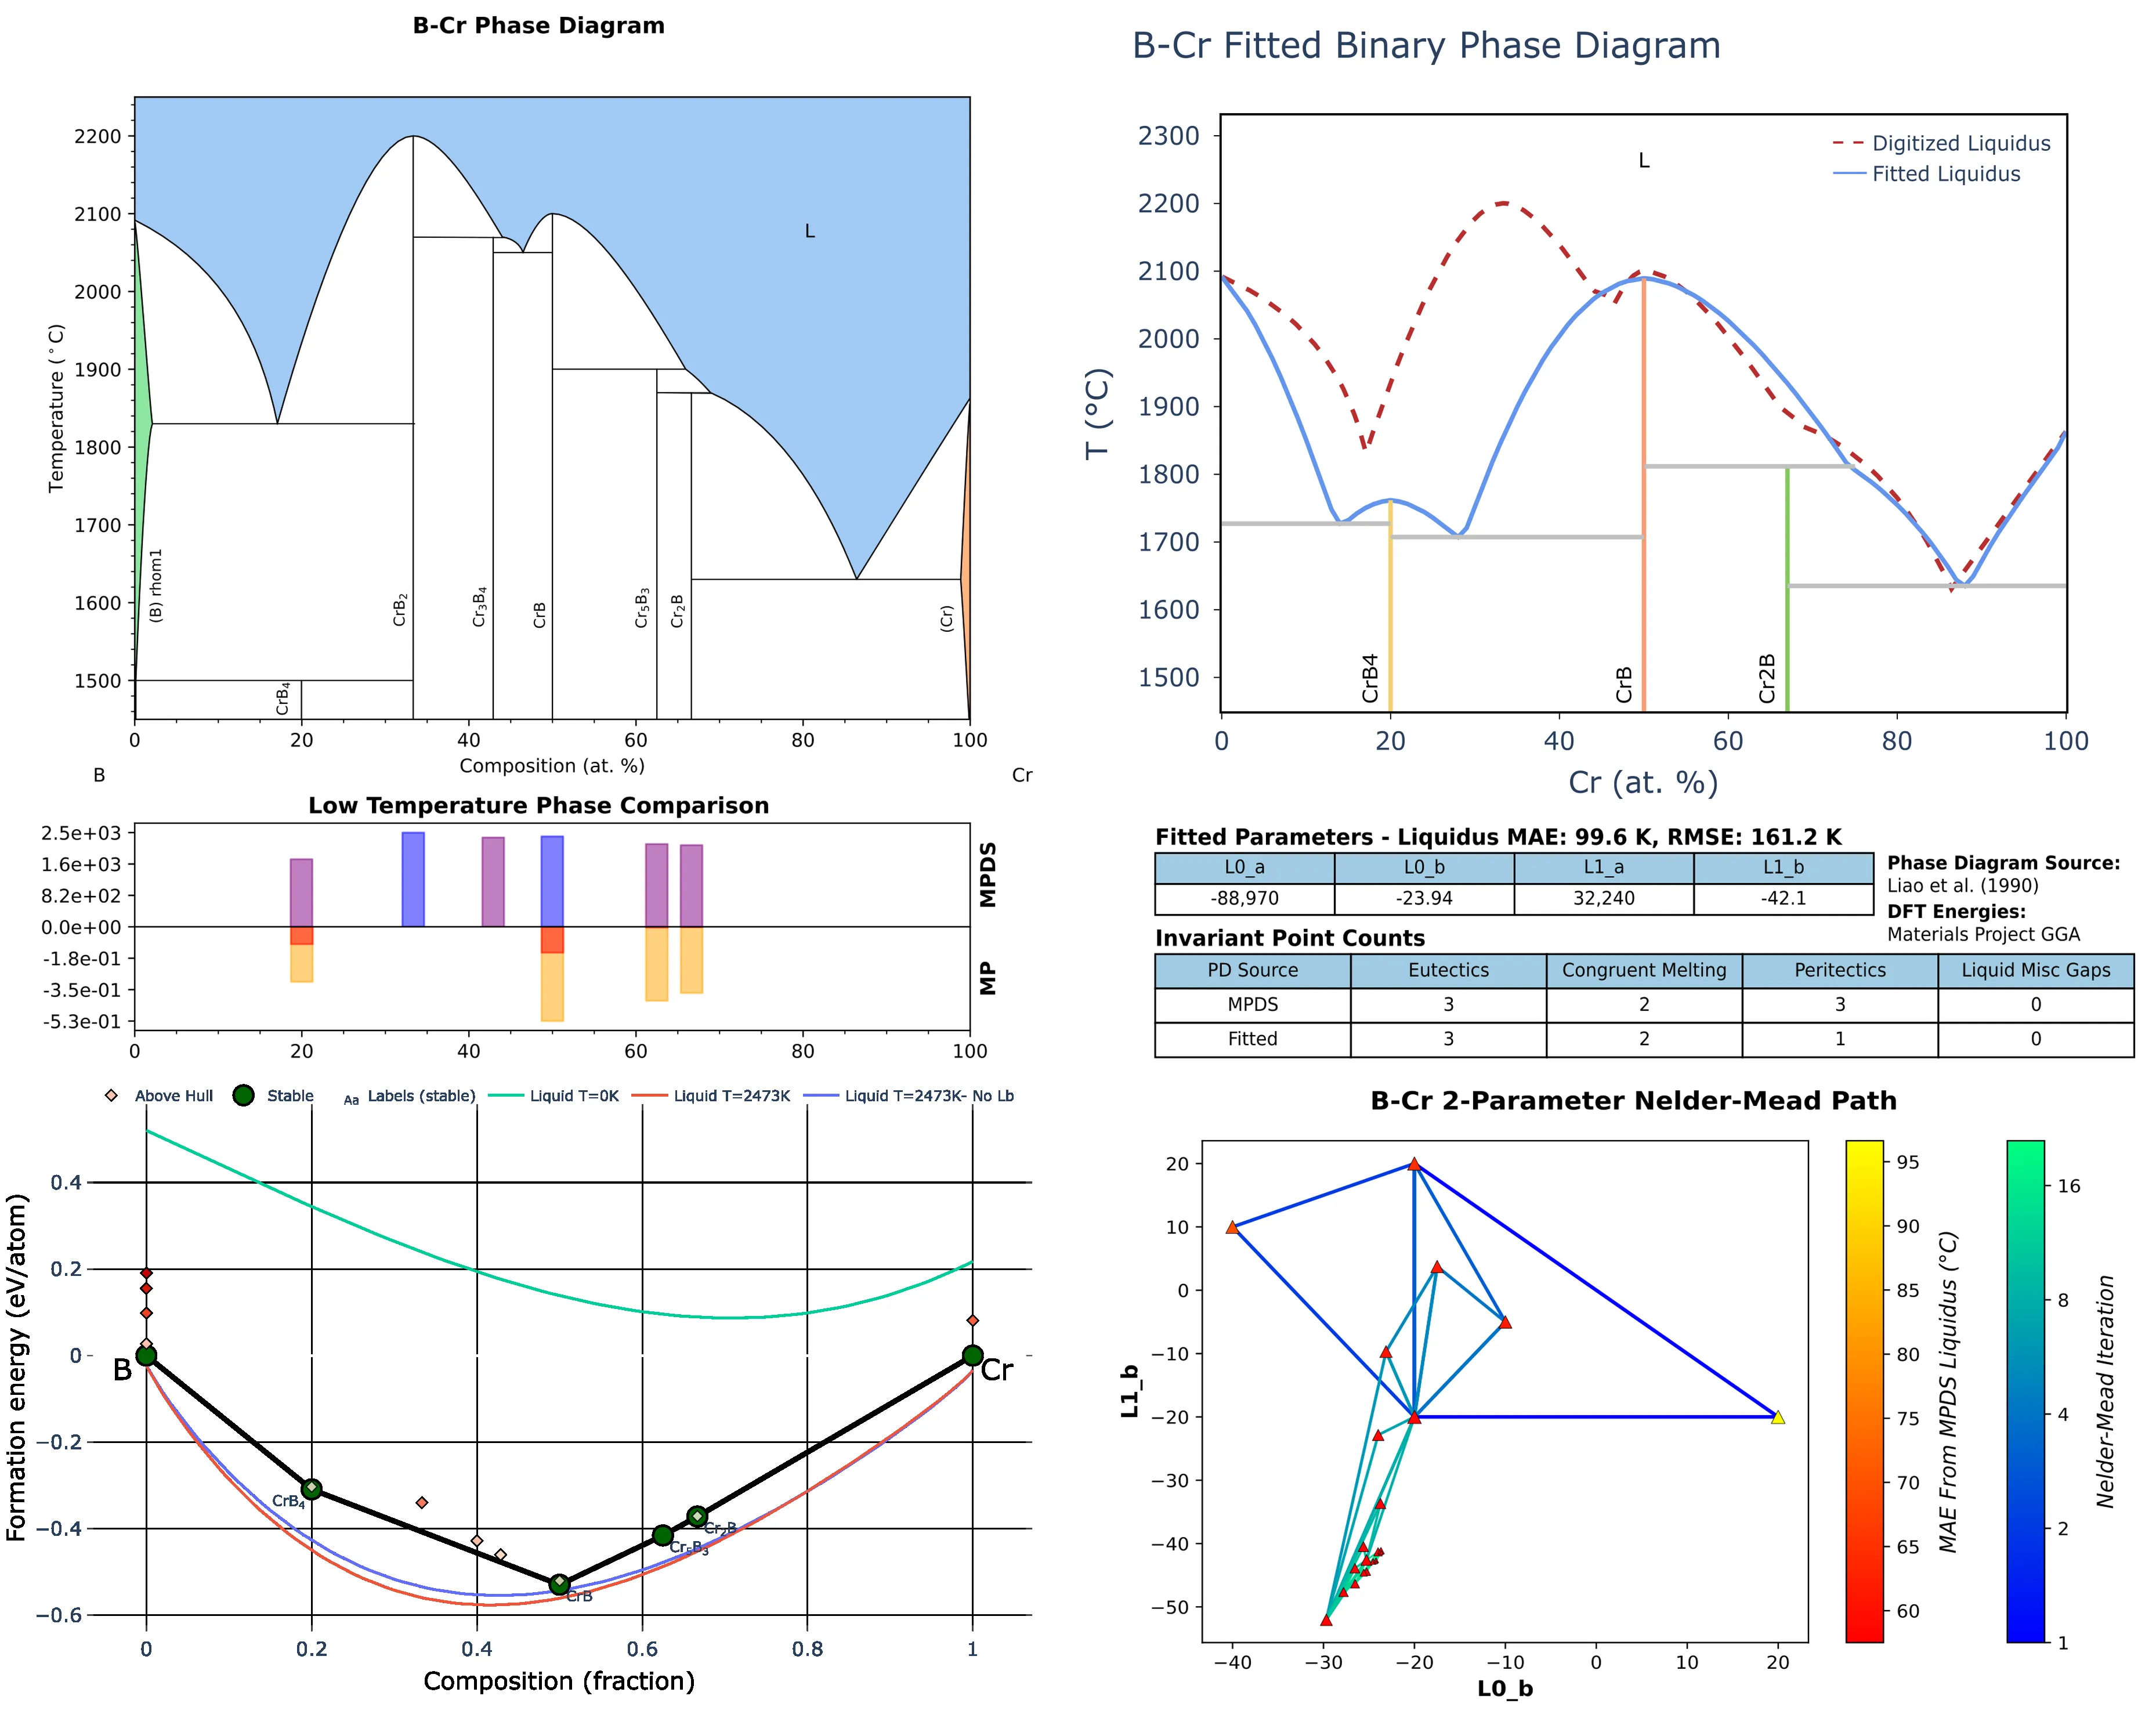 B-Cr Phase Diagram
2200
2100
2000
1900
1800
1700
1600
1500
Temperature (°C)
L
(B) rhom1
CrB₄
CrB₂
Cr₃B₄
CrB
Cr₅B₃
Cr₂B
(Cr)
0 20 40 60 80 100
Composition (at. %)
B Cr
B-Cr Fitted Binary Phase Diagram
2300
2200
2100
2000
1900
1800
1700
1600
1500
T (°C)
L
Digitized Liquidus
Fitted Liquidus
CrB4
CrB
Cr2B
0 20 40 60 80 100
Cr (at. %)
Low Temperature Phase Comparison
2.5e+03
1.6e+03
8.2e+02
0.0e+00
-1.8e-01
-3.5e-01
-5.3e-01
MPDS
MP
0 20 40 60 80 100
Fitted Parameters - Liquidus MAE: 99.6 K, RMSE: 161.2 K
L0_a L0_b L1_a L1_b
-88,970 -23.94 32,240 -42.1
Phase Diagram Source:
Liao et al. (1990)
DFT Energies:
Materials Project GGA
Invariant Point Counts
PD Source Eutectics Congruent Melting Peritectics Liquid Misc Gaps
MPDS 3 2 3 0
Fitted 3 2 1 0
Above Hull Stable Aa Labels (stable) Liquid T=0K Liquid T=2473K Liquid T=2473K- No Lb
0.4
0.2
0
−0.2
−0.4
−0.6
Formation energy (eV/atom)
B
Cr
CrB₄
Cr₂B
Cr₅B₃
CrB
0 0.2 0.4 0.6 0.8 1
Composition (fraction)
B-Cr 2-Parameter Nelder-Mead Path
20
10
0
−10
−20
−30
−40
−50
L1_b
−40 −30 −20 −10 0 10 20
L0_b
95
90
85
80
75
70
65
60
MAE From MPDS Liquidus (°C)
16
8
4
2
1
Nelder-Mead Iteration